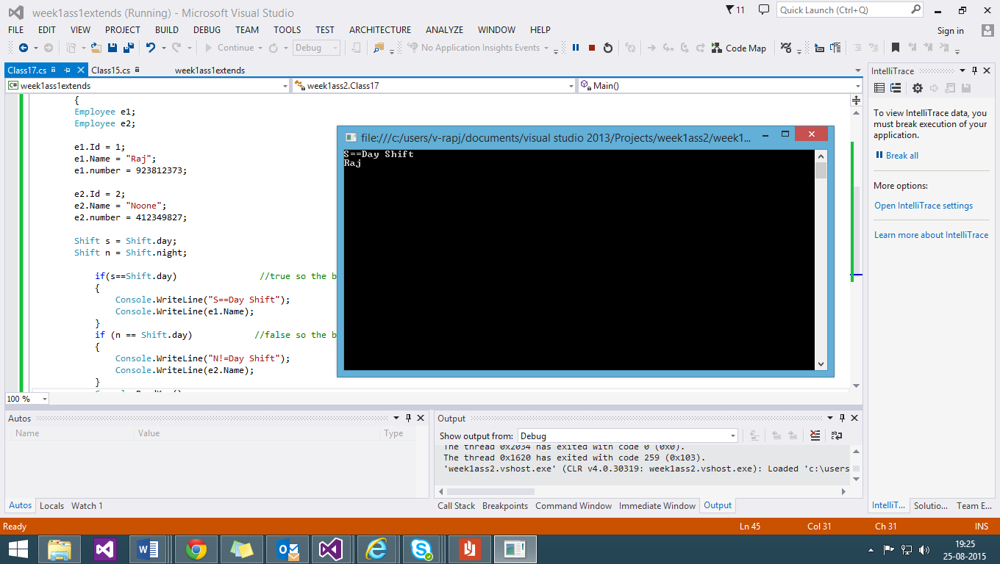 week1ass1extends (Running) - Microsoft Visual Studio
11
Quick Launch (Ctrl+Q)
FILE EDIT VIEW PROJECT BUILD DEBUG TEAM TOOLS TEST ARCHITECTURE ANALYZE WINDOW HELP
Sign in
Continue Debug No Application Insights Events Code Map
Class17.cs Class15.cs week1ass1extends
C# week1ass1extends week1ass2.Class17 Main()
{
Employee e1;
Employee e2;
e1.Id = 1;
e1.Name = "Raj";
e1.number = 923812373;
e2.Id = 2;
e2.Name = "Noone";
e2.number = 412349827;
Shift s = Shift.day;
Shift n = Shift.night;
if(s==Shift.day) //true so the b
{
Console.WriteLine("S==Day Shift");
Console.WriteLine(e1.Name);
}
if (n == Shift.day) //false so the b
{
Console.WriteLine("N!=Day Shift");
Console.WriteLine(e2.Name);
}
100 %
file:///c:/users/v-rapj/documents/visual studio 2013/Projects/week1ass2/week1...
S==Day Shift
Raj
IntelliTrace
To view IntelliTrace data, you
must break execution of your
application.
Break all
More options:
Open IntelliTrace settings
Learn more about IntelliTrace
Autos
Name Value Type
Autos Locals Watch 1
Output
Show output from: Debug
The thread 0x2034 has exited with code 0 (0x0).
The thread 0x1620 has exited with code 259 (0x103).
'week1ass2.vshost.exe' (CLR v4.0.30319: week1ass2.vshost.exe): Loaded 'c:\users
Call Stack Breakpoints Command Window Immediate Window Output
IntelliT... Solutio... Team E...
Ready Ln 45 Col 31 Ch 31 INS
19:25
25-08-2015